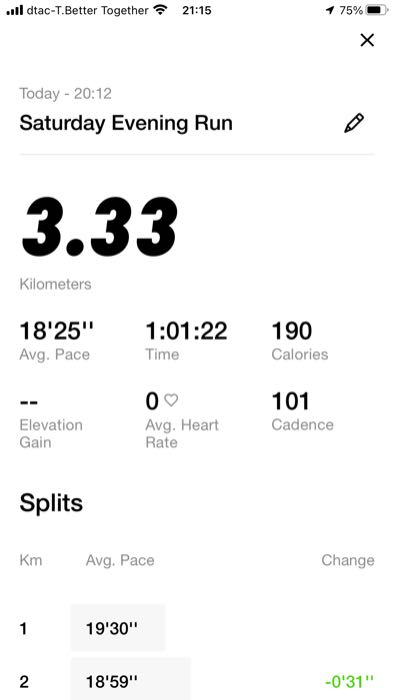 dtac-T.Better Together 21:15 75%
Today - 20:12
Saturday Evening Run
3.33
Kilometers
18'25'' 1:01:22 190
Avg. Pace Time Calories
-- 0 101
Elevation Gain Avg. Heart Rate Cadence
Splits
Km Avg. Pace Change
1 19'30''
2 18'59'' -0'31''